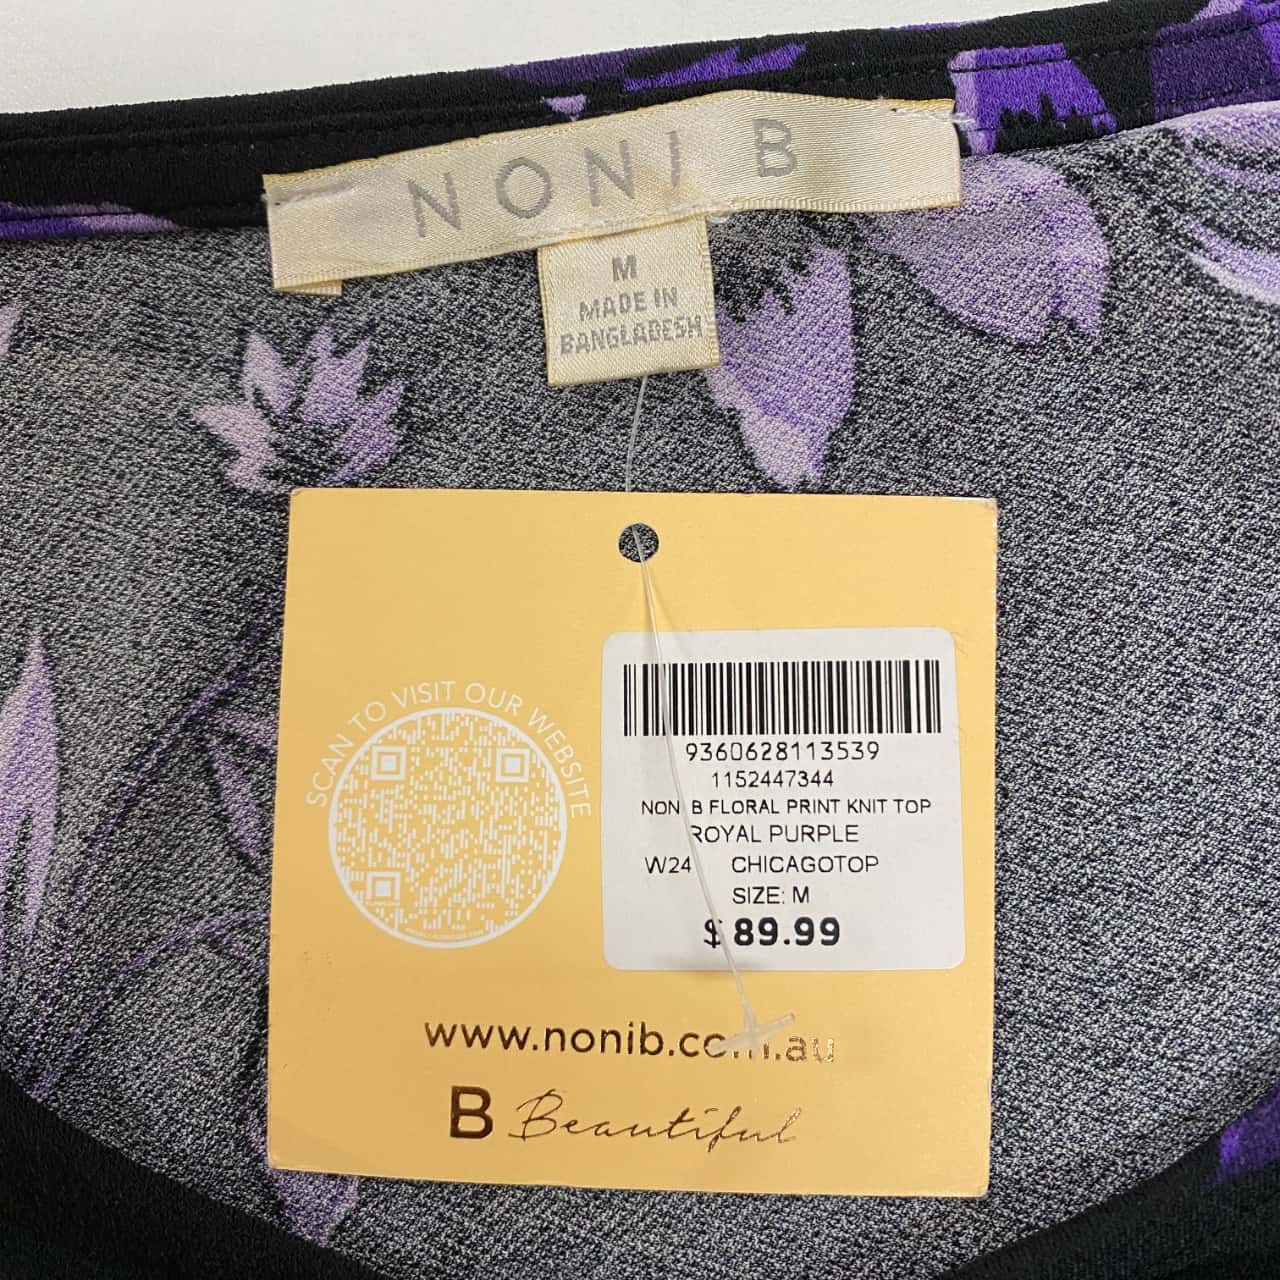 NONI B
M
MADE IN
BANGLADESH
SCAN TO VISIT OUR WEBSITE
9360628113539
1152447344
NONI B FLORAL PRINT KNIT TOP
ROYAL PURPLE
W24 CHICAGOTOP
SIZE: M
$ 89.99
www.nonib.com.au
B Beautiful